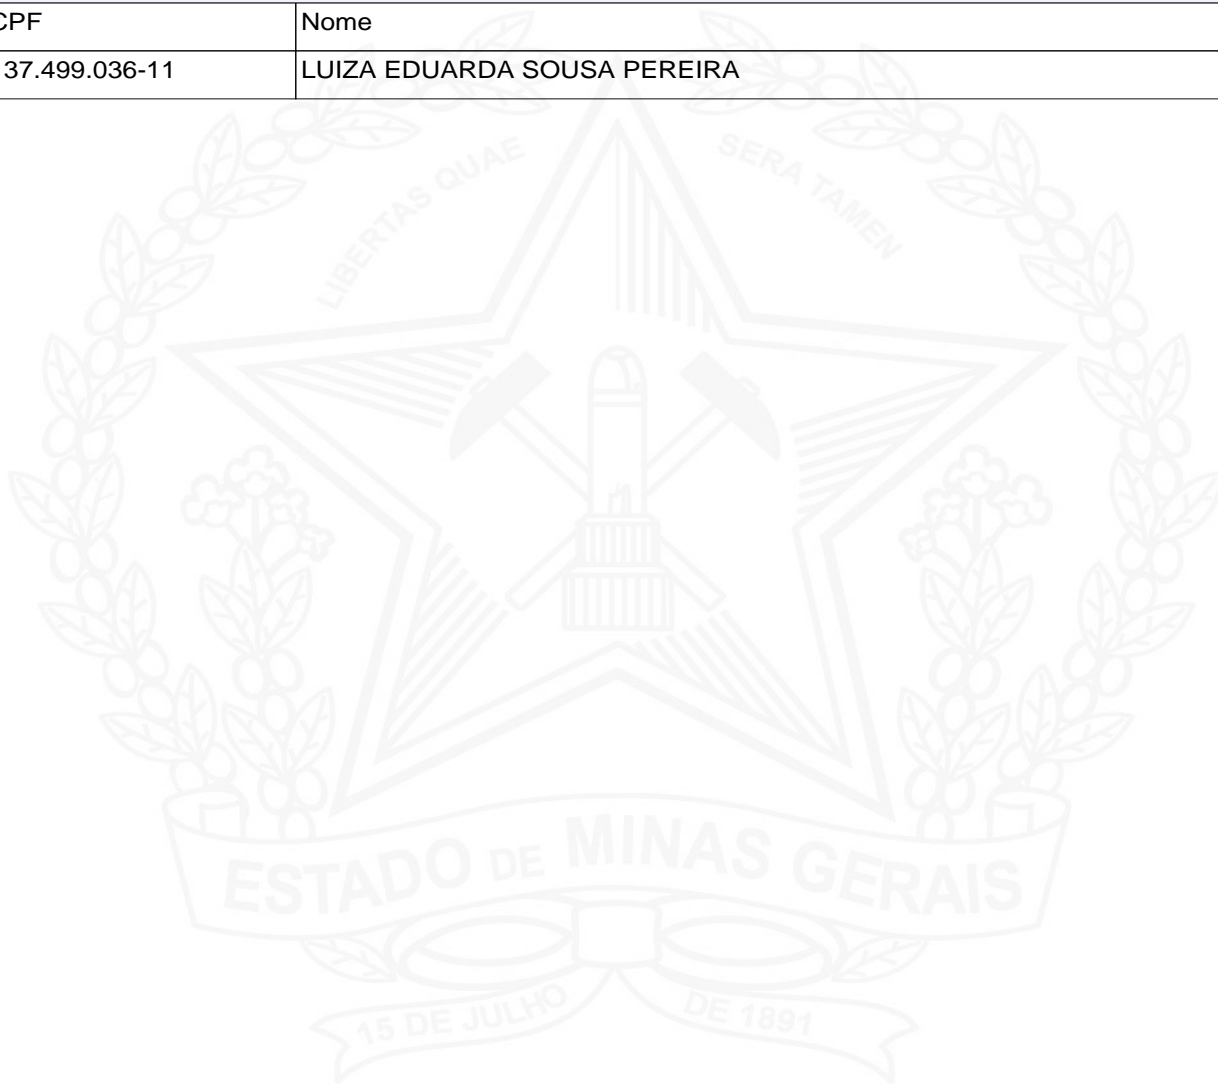 CPF Nome
37.499.036-11 LUIZA EDUARDA SOUSA PEREIRA
LIBERTAS QUAE SERA TAMEN
ESTADO DE MINAS GERAIS
15 DE JULHO DE 1891